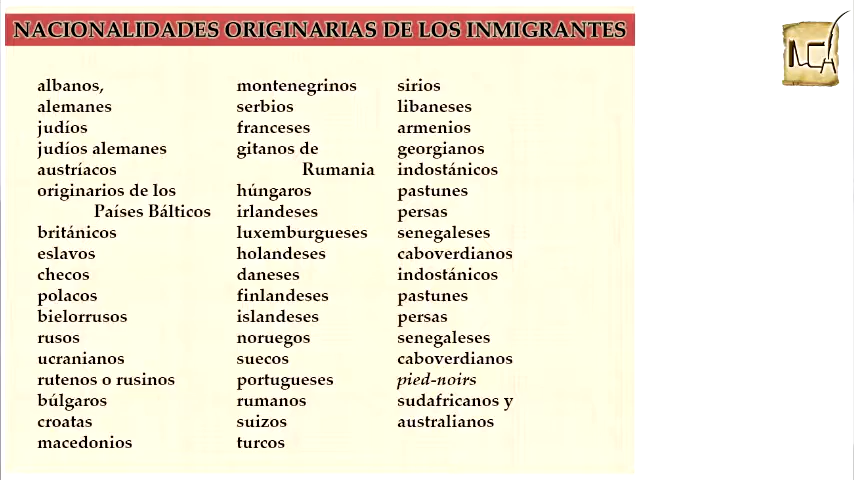 NACIONALIDADES ORIGINARIAS DE LOS INMIGRANTES
albanos,
alemanes
judíos
judíos alemanes
austríacos
originarios de los
Países Bálticos
británicos
eslavos
checos
polacos
bielorrusos
rusos
ucranianos
rutenos o rusinos
búlgaros
croatas
macedonios
montenegrinos
serbios
franceses
gitanos de
Rumania
húngaros
irlandeses
luxemburgueses
holandeses
daneses
finlandeses
islandeses
noruegos
suecos
portugueses
rumanos
suizos
turcos
sirios
libaneses
armenios
georgianos
indostánicos
pastunes
persas
senegaleses
caboverdianos
indostánicos
pastunes
persas
senegaleses
caboverdianos
pied-noirs
sudafricanos y
australianos